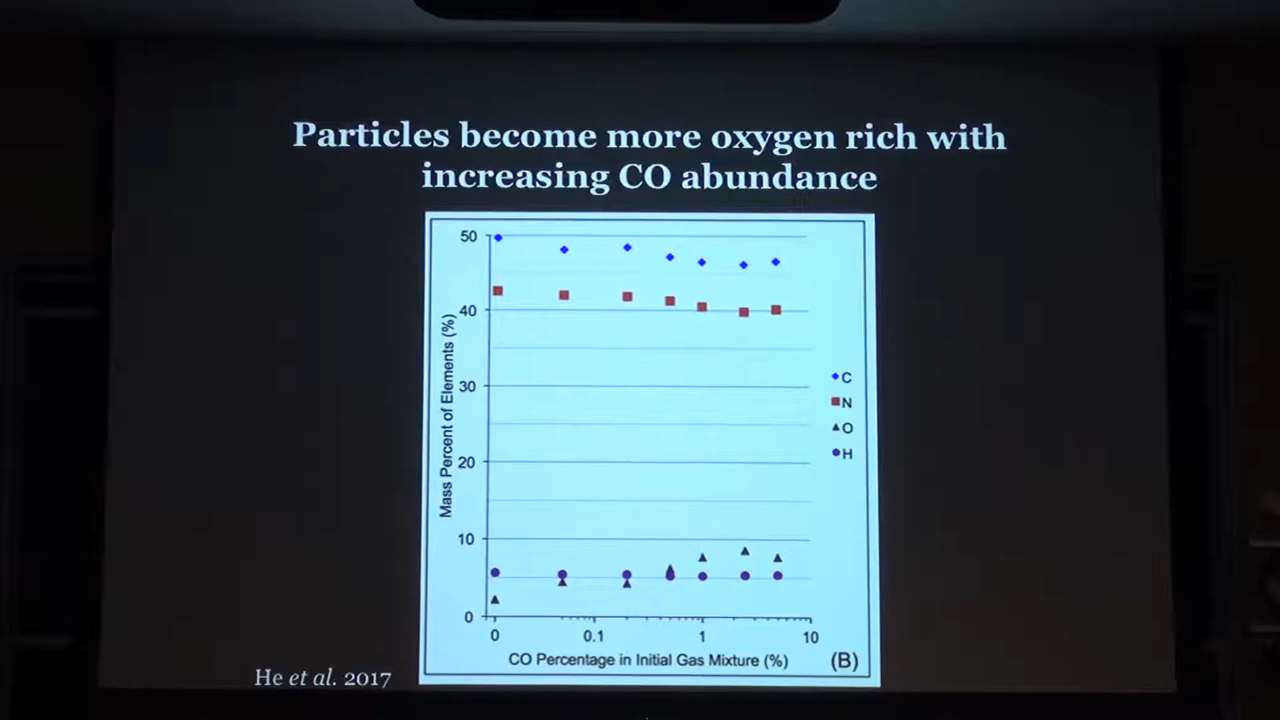 Particles become more oxygen rich with
increasing CO abundance
50
40
30
20
10
0
Mass Percent of Elements (%)
C
N
O
H
0 0.1 1 10
CO Percentage in Initial Gas Mixture (%) (B)
He et al. 2017